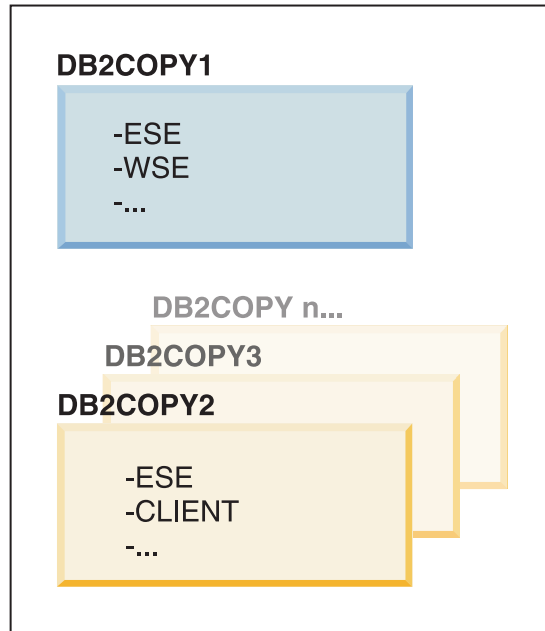 DB2COPY1
-ESE
-WSE
-...
DB2COPY n...
DB2COPY3
DB2COPY2
-ESE
-CLIENT
-...